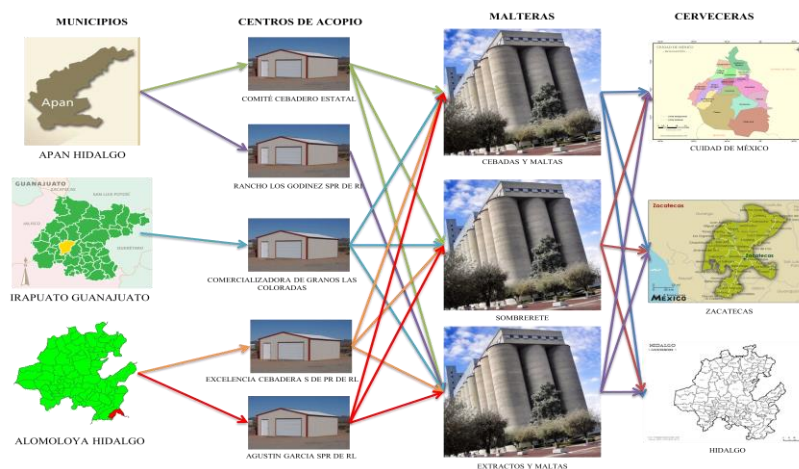 MUNICIPIOS
CENTROS DE ACOPIO
MALTERAS
CERVECERAS
Apan
APAN HIDALGO
COMITÉ CEBADERO ESTATAL
CEBADAS Y MALTAS
CUIDAD DE MÉXICO
RANCHO LOS GODINEZ SPR DE RL
GUANAJUATO
IRAPUATO GUANAJUATO
COMERCIALIZADORA DE GRANOS LAS
COLORADAS
SOMBRERETE
Zacatecas
Zacatecas
MÉXICO
ZACATECAS
ALOMOLOYA HIDALGO
EXCELENCIA CEBADERA S DE PR DE RL
AGUSTIN GARCIA SPR DE RL
EXTRACTOS Y MALTAS
HIDALGO
HIDALGO